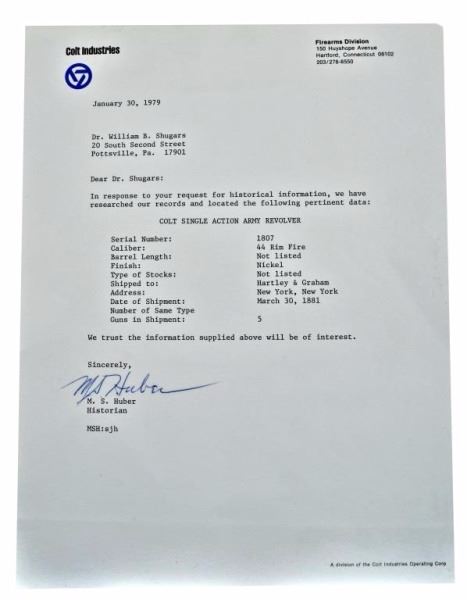 Colt Industries
Firearms Division
150 Huyshope Avenue
Hartford, Connecticut 06102
203/278-8550
January 30, 1979
Dr. William B. Shugars
20 South Second Street
Pottsville, Pa. 17901
Dear Dr. Shugars:
In response to your request for historical information, we have
researched our records and located the following pertinent data:
COLT SINGLE ACTION ARMY REVOLVER
Serial Number: 1807
Caliber: 44 Rim Fire
Barrel Length: Not listed
Finish: Nickel
Type of Stocks: Not listed
Shipped to: Hartley & Graham
Address: New York, New York
Date of Shipment: March 30, 1881
Number of Same Type
Guns in Shipment: 5
We trust the information supplied above will be of interest.
Sincerely,
MS Huber
M. S. Huber
Historian
MSH:sjh
A division of the Colt Industries Operating Corp